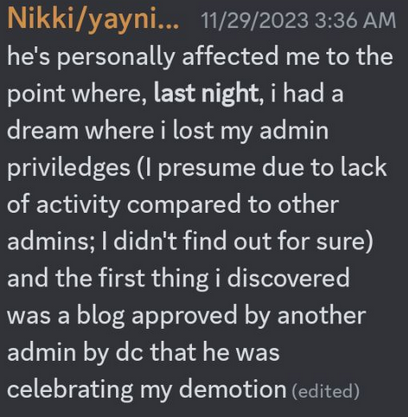 Nikki/yayni... 11/29/2023 3:36 AM
he's personally affected me to the
point where, last night, i had a
dream where i lost my admin
priviledges (I presume due to lack
of activity compared to other
admins; I didn't find out for sure)
and the first thing i discovered
was a blog approved by another
admin by dc that he was
celebrating my demotion (edited)